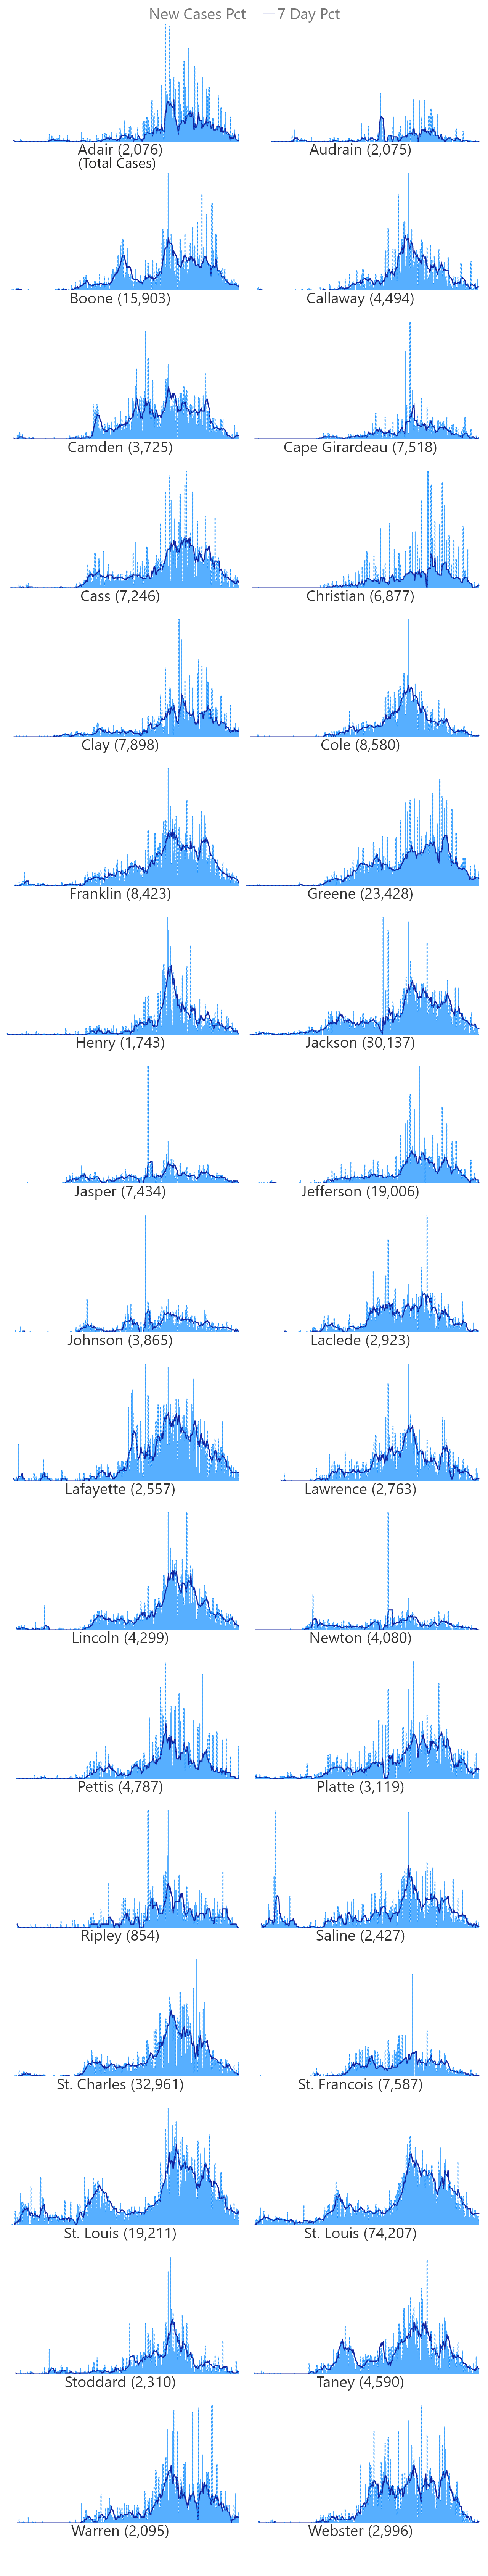 New Cases Pct 7 Day Pct
Adair (2,076) Audrain (2,075)
(Total Cases)
Boone (15,903) Callaway (4,494)
Camden (3,725) Cape Girardeau (7,518)
Cass (7,246) Christian (6,877)
Clay (7,898) Cole (8,580)
Franklin (8,423) Greene (23,428)
Henry (1,743) Jackson (30,137)
Jasper (7,434) Jefferson (19,006)
Johnson (3,865) Laclede (2,923)
Lafayette (2,557) Lawrence (2,763)
Lincoln (4,299) Newton (4,080)
Pettis (4,787) Platte (3,119)
Ripley (854) Saline (2,427)
St. Charles (32,961) St. Francois (7,587)
St. Louis (19,211) St. Louis (74,207)
Stoddard (2,310) Taney (4,590)
Warren (2,095) Webster (2,996)